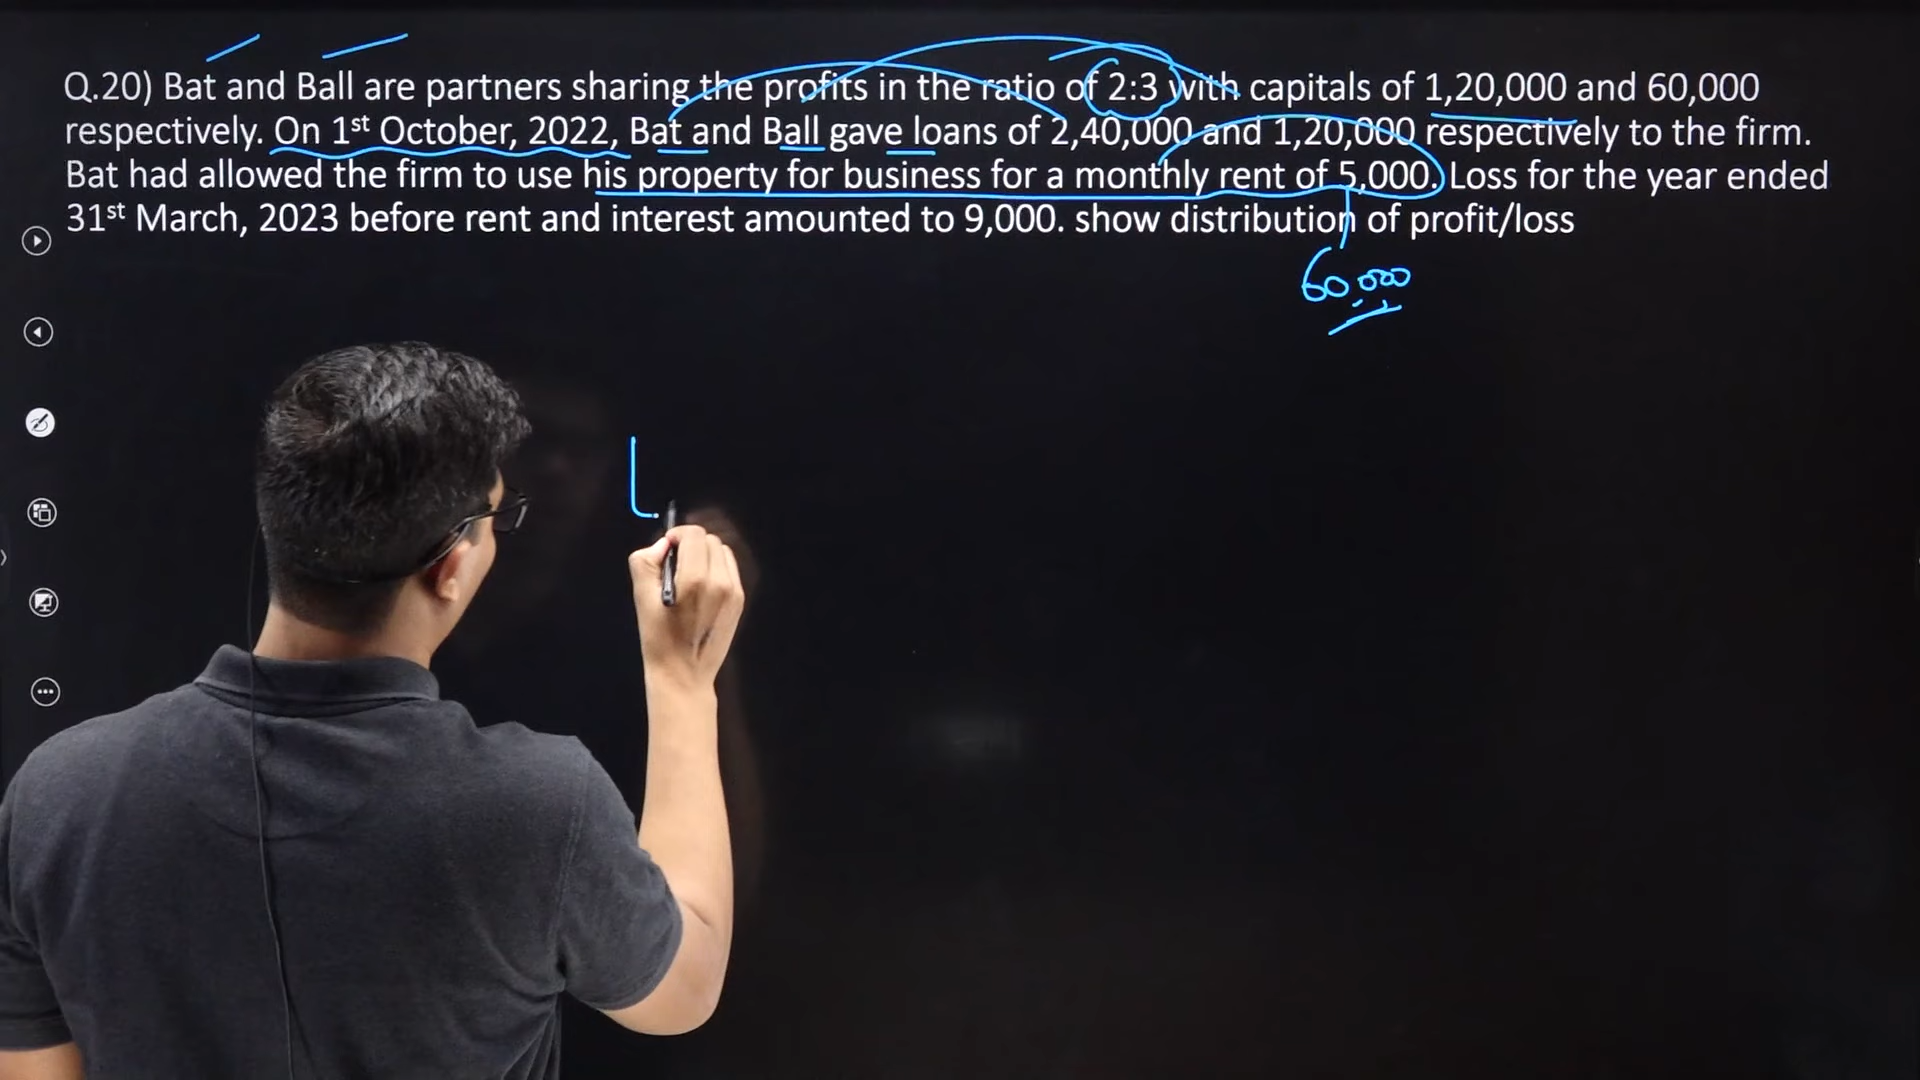 Q.20) Bat and Ball are partners sharing the profits in the ratio of 2:3 with capitals of 1,20,000 and 60,000
respectively. On 1st October, 2022, Bat and Ball gave loans of 2,40,000 and 1,20,000 respectively to the firm.
Bat had allowed the firm to use his property for business for a monthly rent of 5,000. Loss for the year ended
31st March, 2023 before rent and interest amounted to 9,000. show distribution of profit/loss
60,000
L